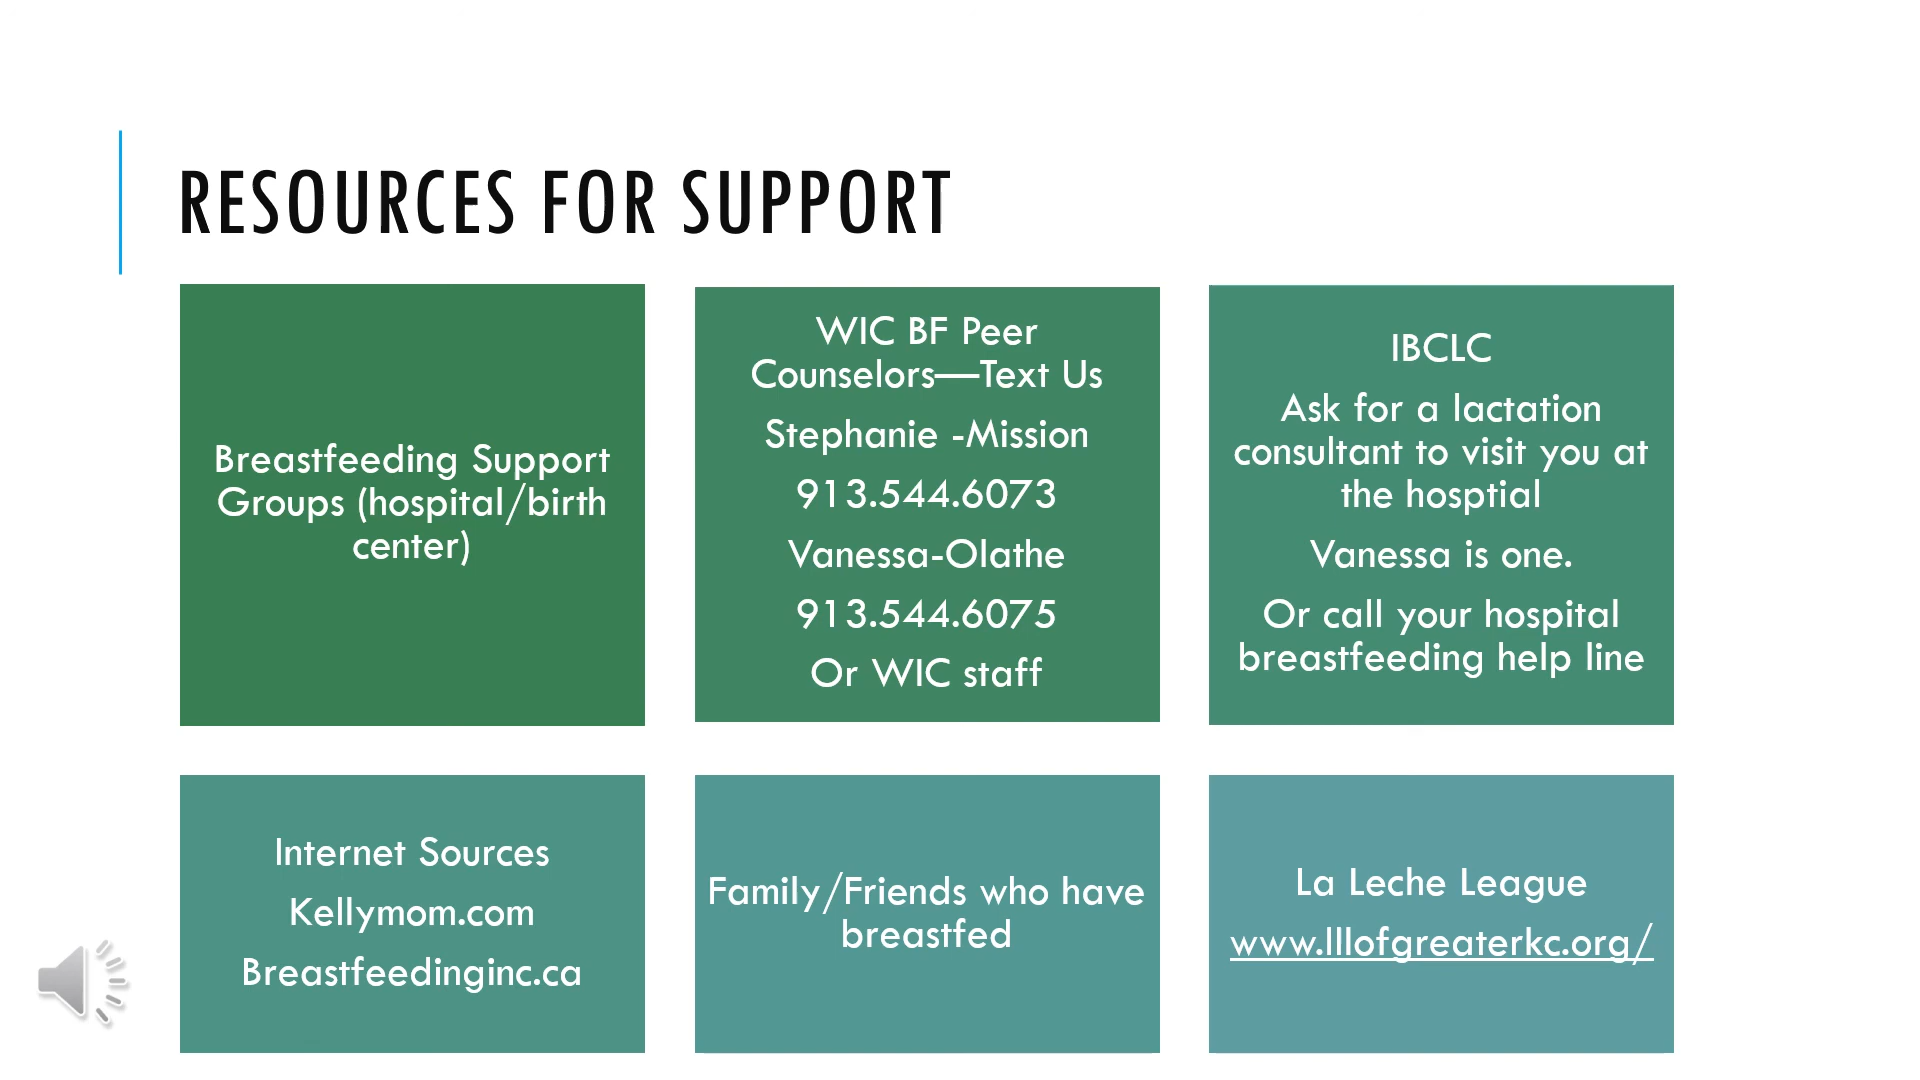 RESOURCES FOR SUPPORT
Breastfeeding Support
Groups (hospital/birth
center)
WIC BF Peer
Counselors—Text Us
Stephanie -Mission
913.544.6073
Vanessa-Olathe
913.544.6075
Or WIC staff
IBCLC
Ask for a lactation
consultant to visit you at
the hosptial
Vanessa is one.
Or call your hospital
breastfeeding help line
Internet Sources
Kellymom.com
Breastfeedinginc.ca
Family/Friends who have
breastfed
La Leche League
www.lllofgreaterkc.org/